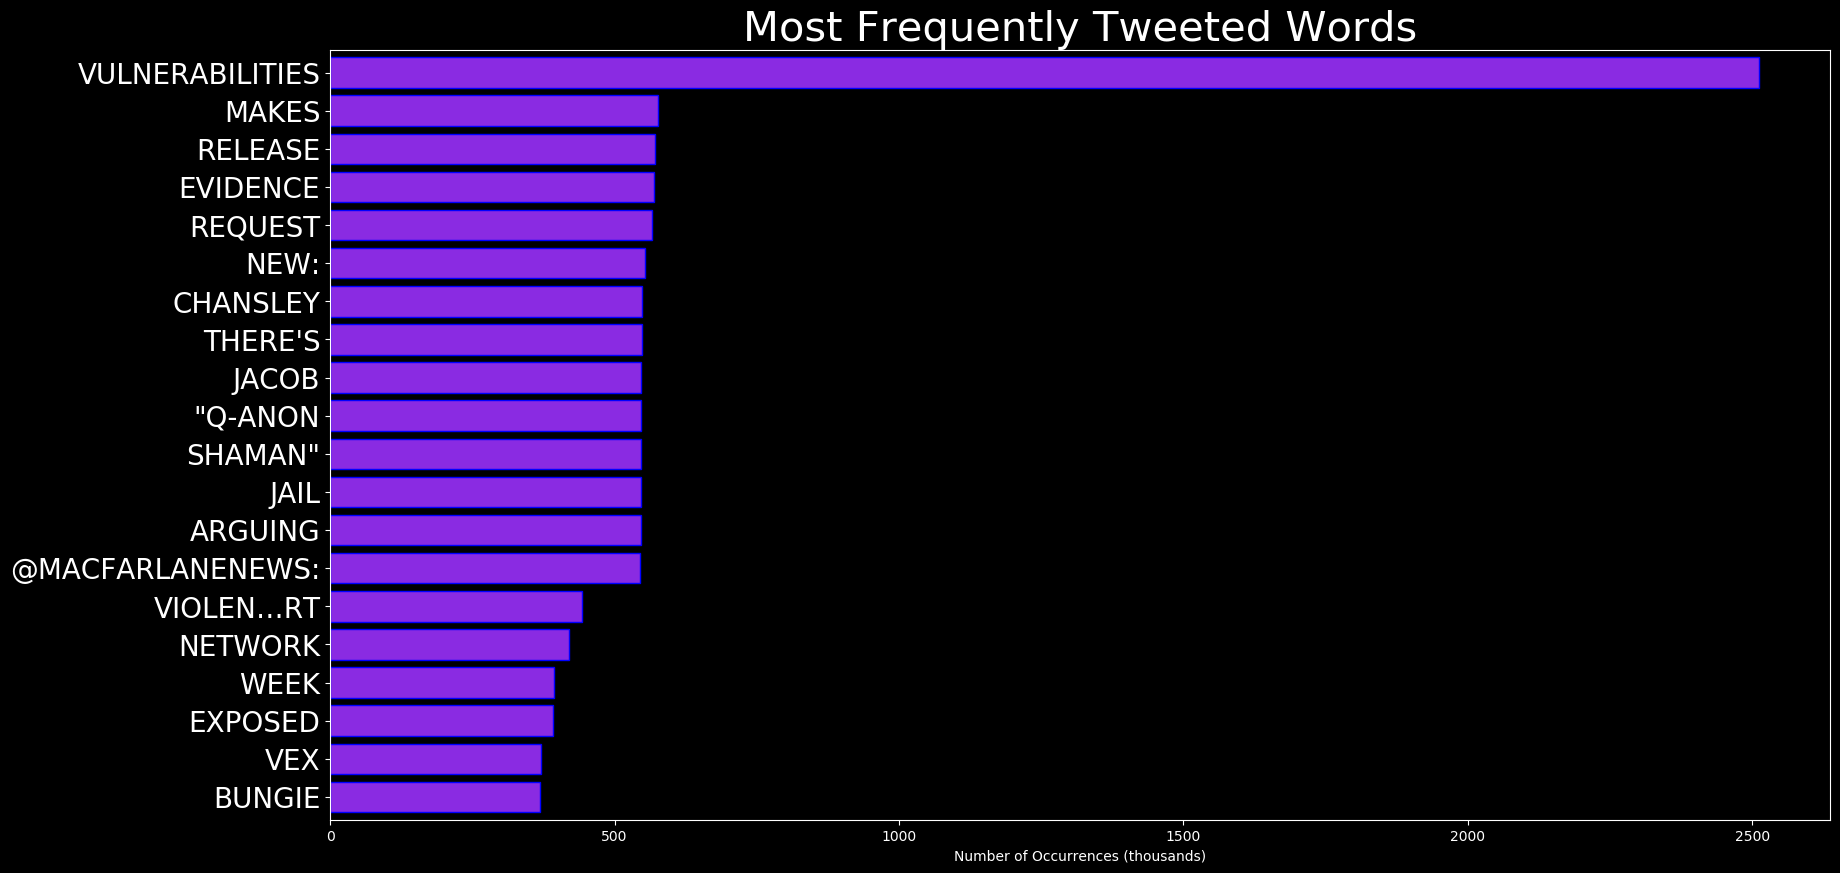 Most Frequently Tweeted Words
VULNERABILITIES
MAKES
RELEASE
EVIDENCE
REQUEST
NEW:
CHANSLEY
THERE'S
JACOB
"Q-ANON
SHAMAN"
JAIL
ARGUING
@MACFARLANENEWS:
VIOLEN…RT
NETWORK
WEEK
EXPOSED
VEX
BUNGIE
0 500 1000 1500 2000 2500
Number of Occurrences (thousands)